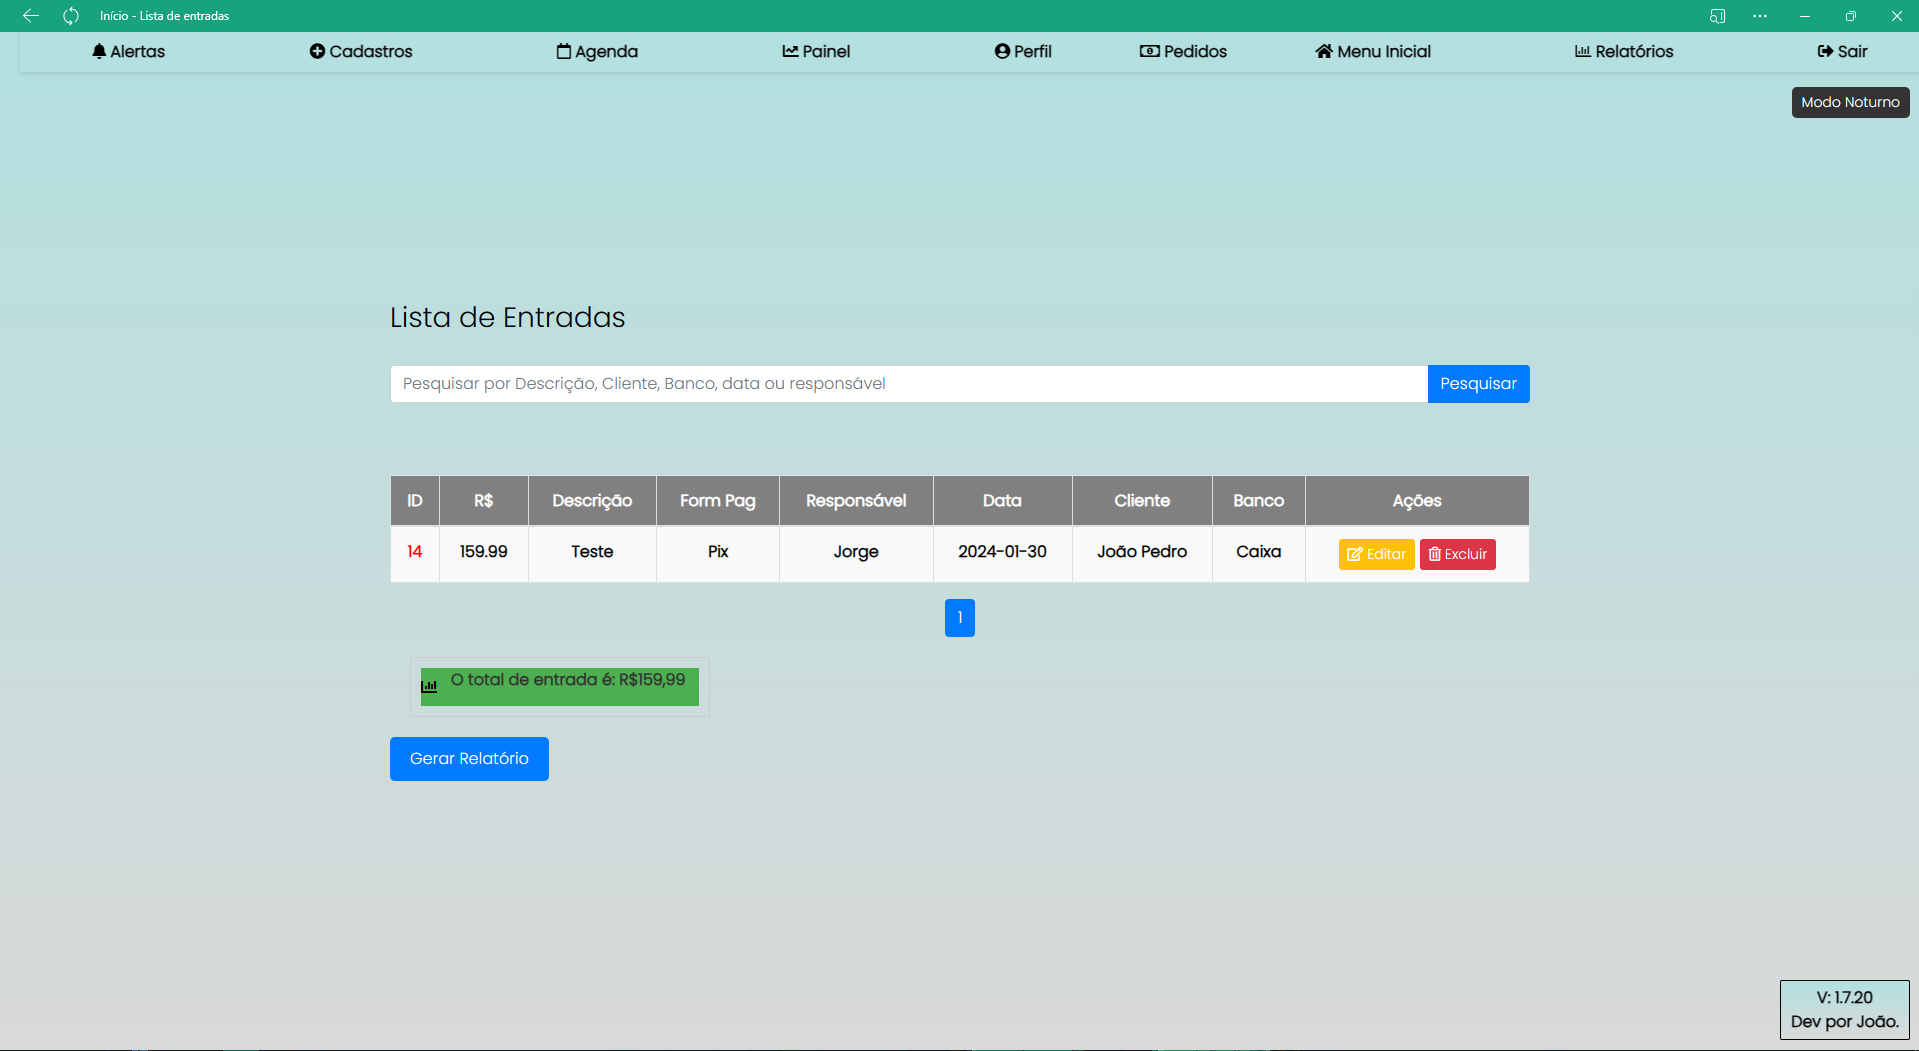 Início - Lista de entradas
Alertas Cadastros Agenda Painel Perfil Pedidos Menu Inicial Relatórios Sair
Modo Noturno
Lista de Entradas
Pesquisar por Descrição, Cliente, Banco, data ou responsável Pesquisar
ID R$ Descrição Form Pag Responsável Data Cliente Banco Ações
14 159.99 Teste Pix Jorge 2024-01-30 João Pedro Caixa Editar Excluir
1
O total de entrada é: R$159,99
Gerar Relatório
V: 1.7.20
Dev por João.